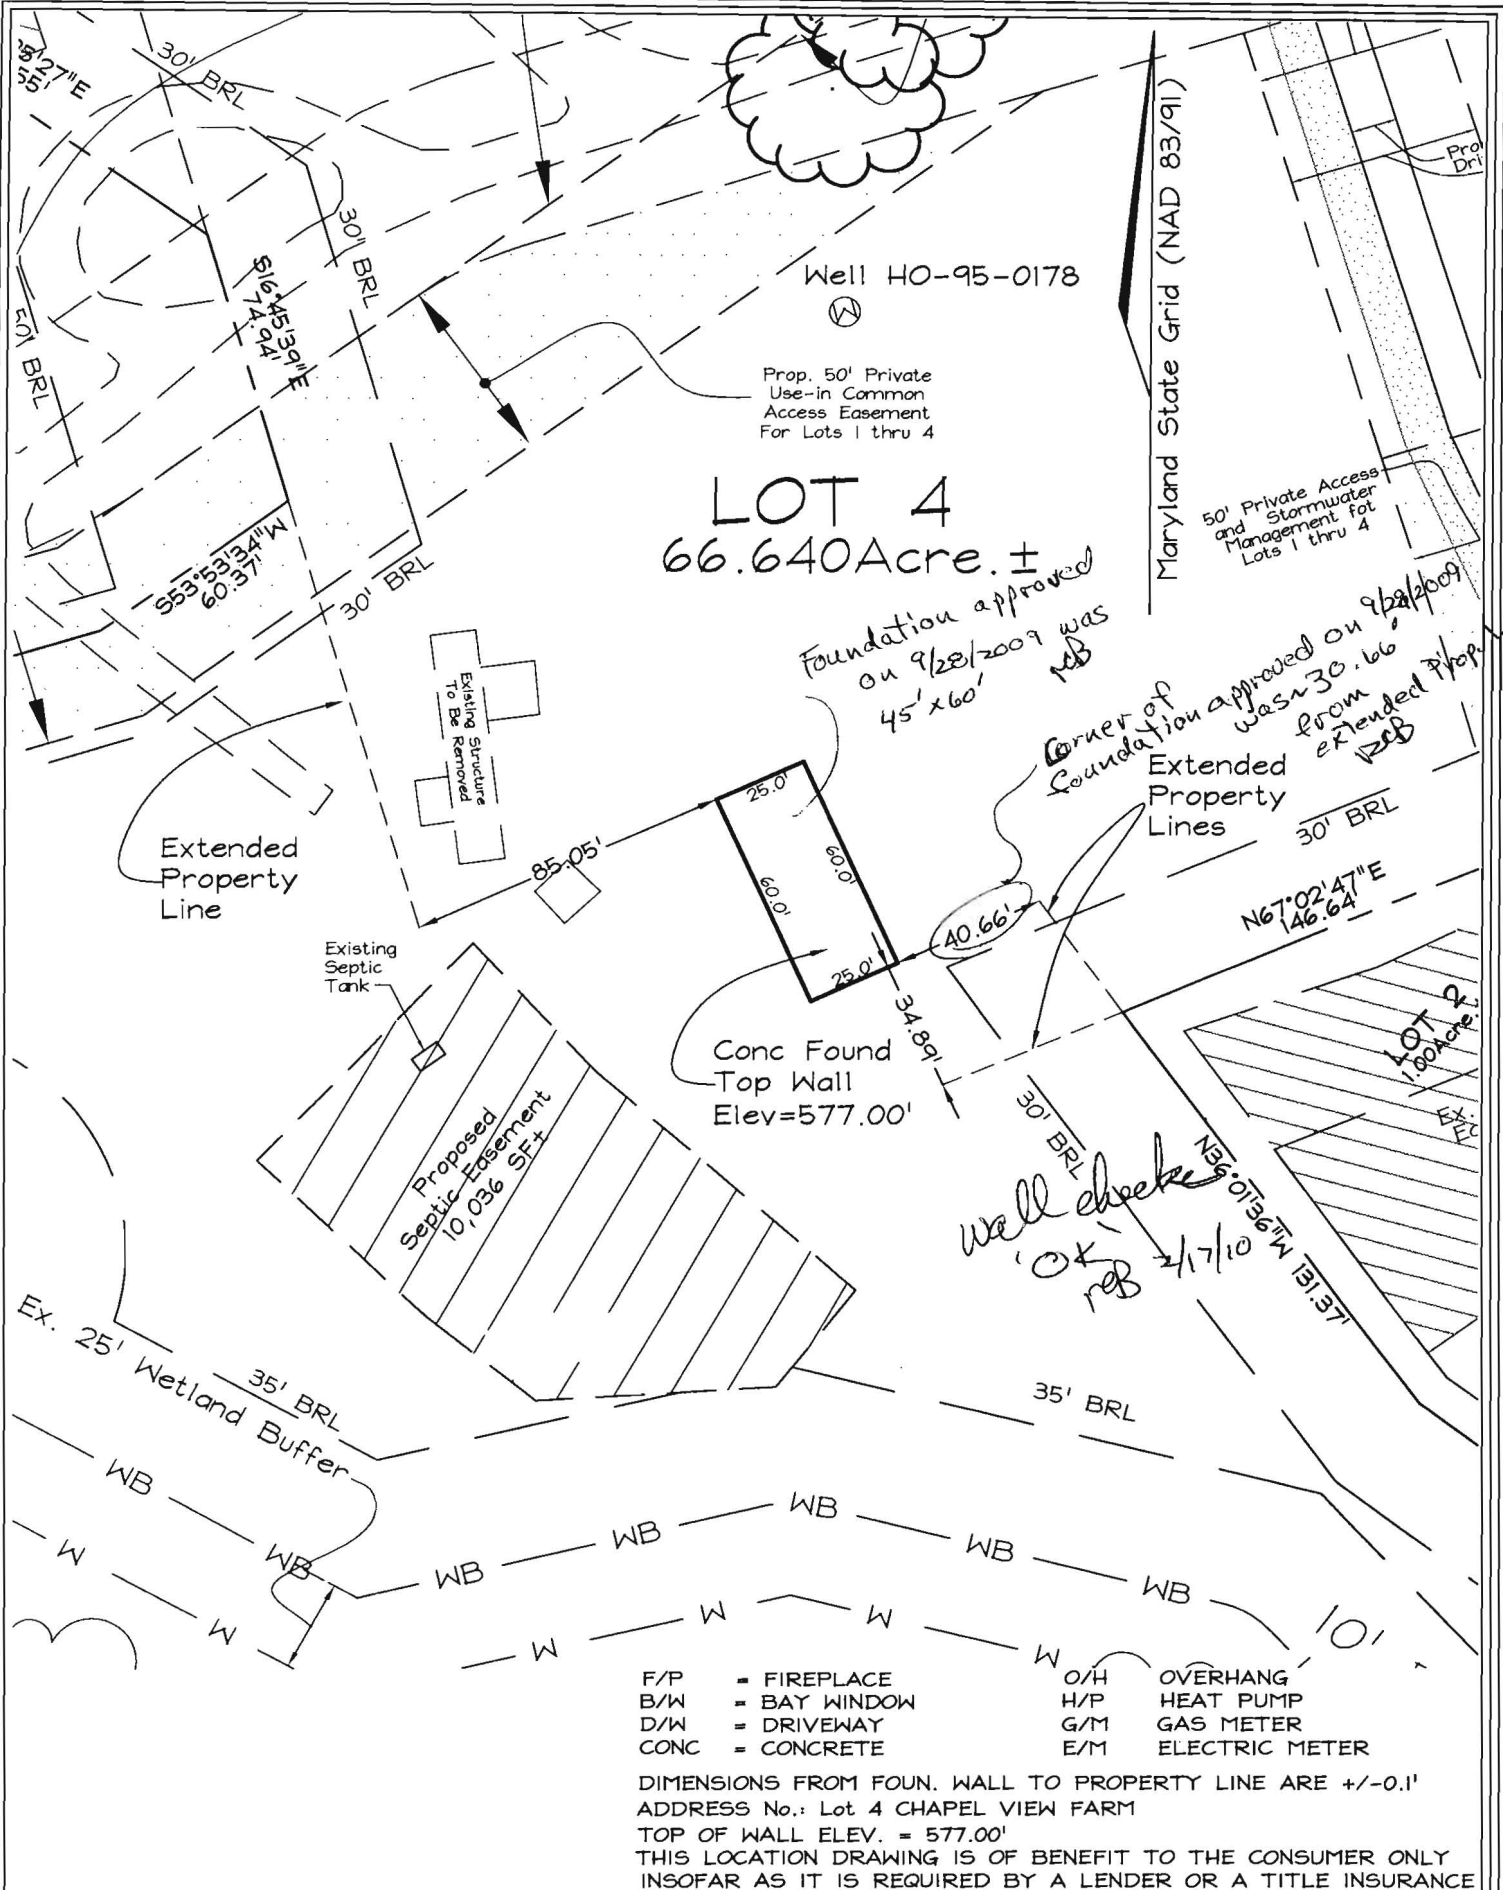 30' BRL
30' BRL
50' BRL
S16°45'39"E
74.94'
Well HO-95-0178
W
Maryland State Grid (NAD 83/91)
Prop. 50' Private
Use-in Common
Access Easement
For Lots 1 thru 4
LOT 4
66.640Acre.±
50' Private Access
and Stormwater
Management fot
Lots 1 thru 4
S53°53'34"W
60.37'
30' BRL
Foundation approved
on 9/28/2009 was
45' x 60'
Corner of
foundation approved on 9/28/2009
was ~ 30.66'
from
extended Prop.
Existing Structure
To Be Removed
Extended
Property
Line
Extended
Property
Lines
30' BRL
N67°02'47"E
146.64'
85.05'
25.0'
60.0'
60.0'
25.0'
40.66'
34.89'
Existing
Septic
Tank
Conc Found
Top Wall
Elev=577.00'
LOT 2
1.00Acre.
30' BRL
Proposed
Septic Easement
10,036 SF±
N36°01'36"W 131.37'
Wall check
OK
2/17/10
Ex. 25' Wetland Buffer
35' BRL
35' BRL
WB
WB
WB
WB
WB
WB
WB
W
W
W
W
W
W
10'
F/P = FIREPLACE O/H OVERHANG
B/W = BAY WINDOW H/P HEAT PUMP
D/W = DRIVEWAY G/M GAS METER
CONC = CONCRETE E/M ELECTRIC METER
DIMENSIONS FROM FOUN. WALL TO PROPERTY LINE ARE +/-0.1'
ADDRESS No.: Lot 4 CHAPEL VIEW FARM
TOP OF WALL ELEV. = 577.00'
THIS LOCATION DRAWING IS OF BENEFIT TO THE CONSUMER ONLY
INSOFAR AS IT IS REQUIRED BY A LENDER OR A TITLE INSURANCE